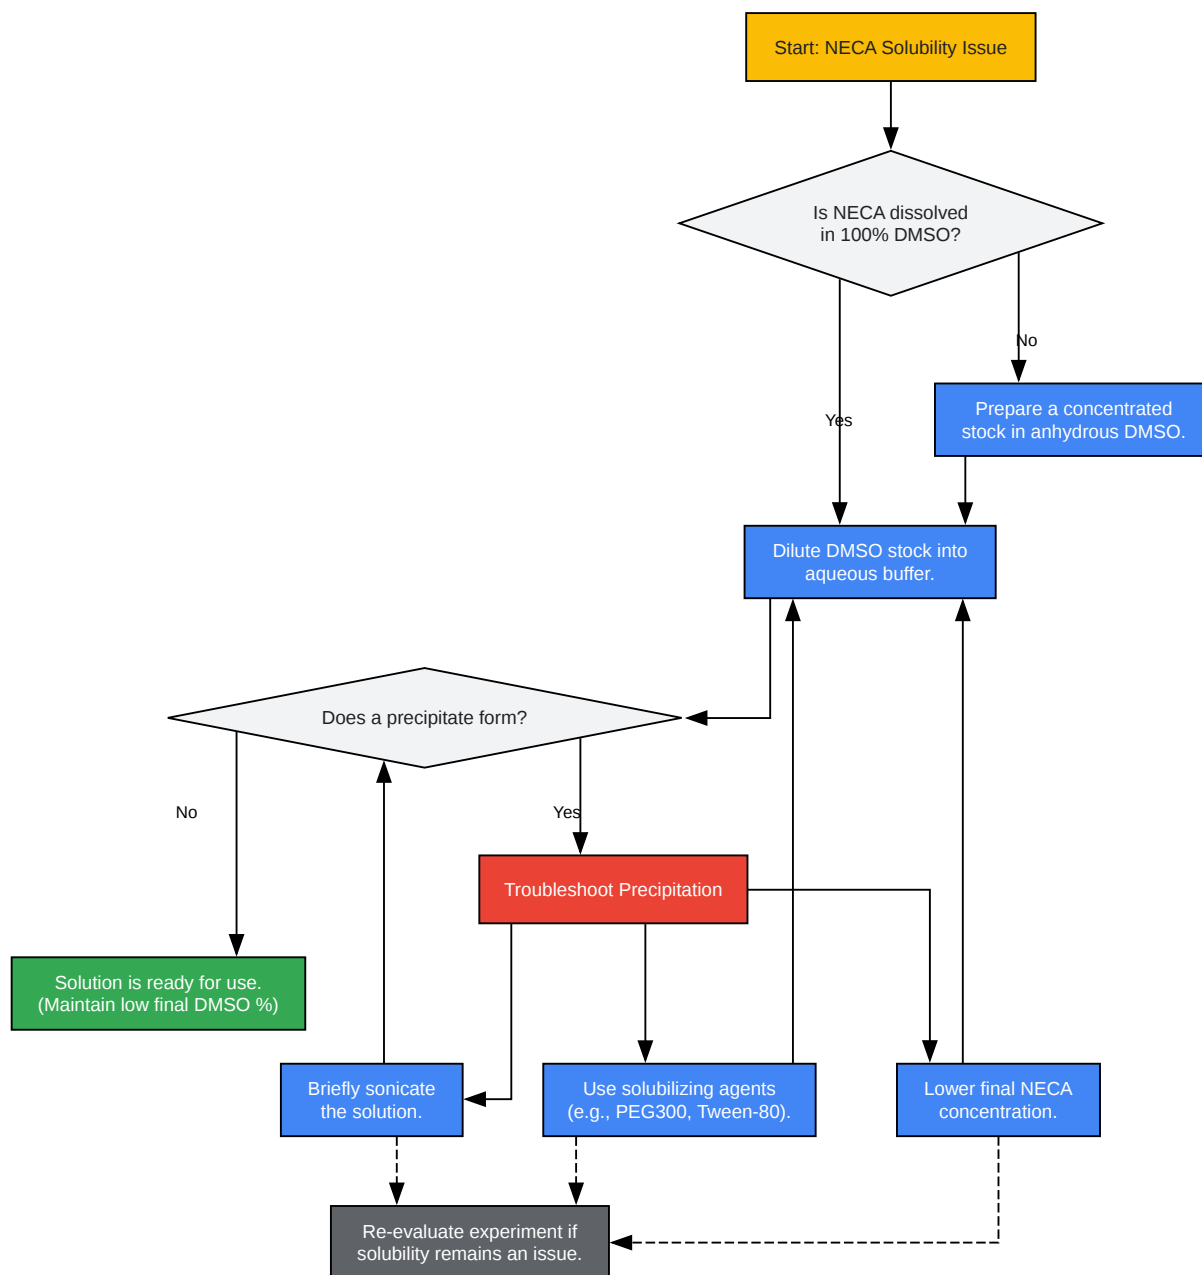 Start: NECA Solubility Issue
Is NECA dissolved
in 100% DMSO?
No
Prepare a concentrated
stock in anhydrous DMSO.
Yes
Dilute DMSO stock into
aqueous buffer.
Does a precipitate form?
No
Yes
Troubleshoot Precipitation
Solution is ready for use.
(Maintain low final DMSO %)
Briefly sonicate
the solution.
Use solubilizing agents
(e.g., PEG300, Tween-80).
Lower final NECA
concentration.
Re-evaluate experiment if
solubility remains an issue.